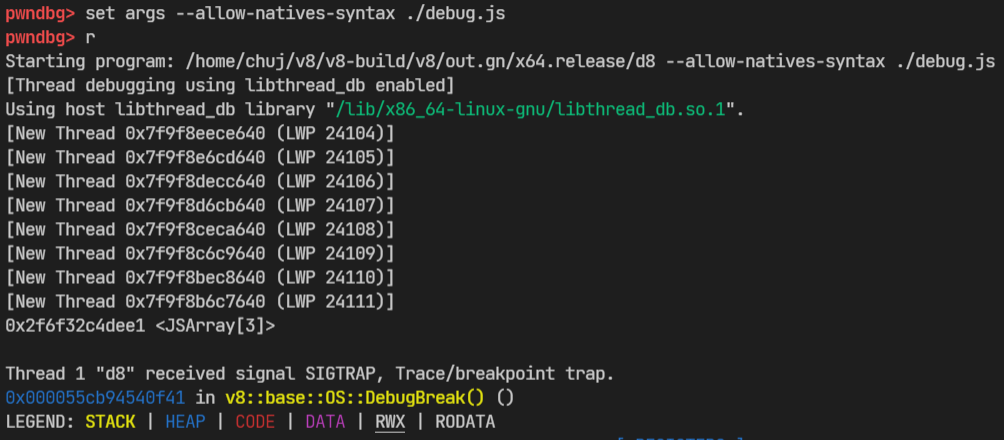 pwndbg> set args --allow-natives-syntax ./debug.js
pwndbg> r
Starting program: /home/chuj/v8/v8-build/v8/out.gn/x64.release/d8 --allow-natives-syntax ./debug.js
[Thread debugging using libthread_db enabled]
Using host libthread_db library "/lib/x86_64-linux-gnu/libthread_db.so.1".
[New Thread 0x7f9f8eece640 (LWP 24104)]
[New Thread 0x7f9f8e6cd640 (LWP 24105)]
[New Thread 0x7f9f8decc640 (LWP 24106)]
[New Thread 0x7f9f8d6cb640 (LWP 24107)]
[New Thread 0x7f9f8ceca640 (LWP 24108)]
[New Thread 0x7f9f8c6c9640 (LWP 24109)]
[New Thread 0x7f9f8bec8640 (LWP 24110)]
[New Thread 0x7f9f8b6c7640 (LWP 24111)]
0x2f6f32c4dee1 <JSArray[3]>
Thread 1 "d8" received signal SIGTRAP, Trace/breakpoint trap.
0x000055cb94540f41 in v8::base::OS::DebugBreak() ()
LEGEND: STACK | HEAP | CODE | DATA | RWX | RODATA